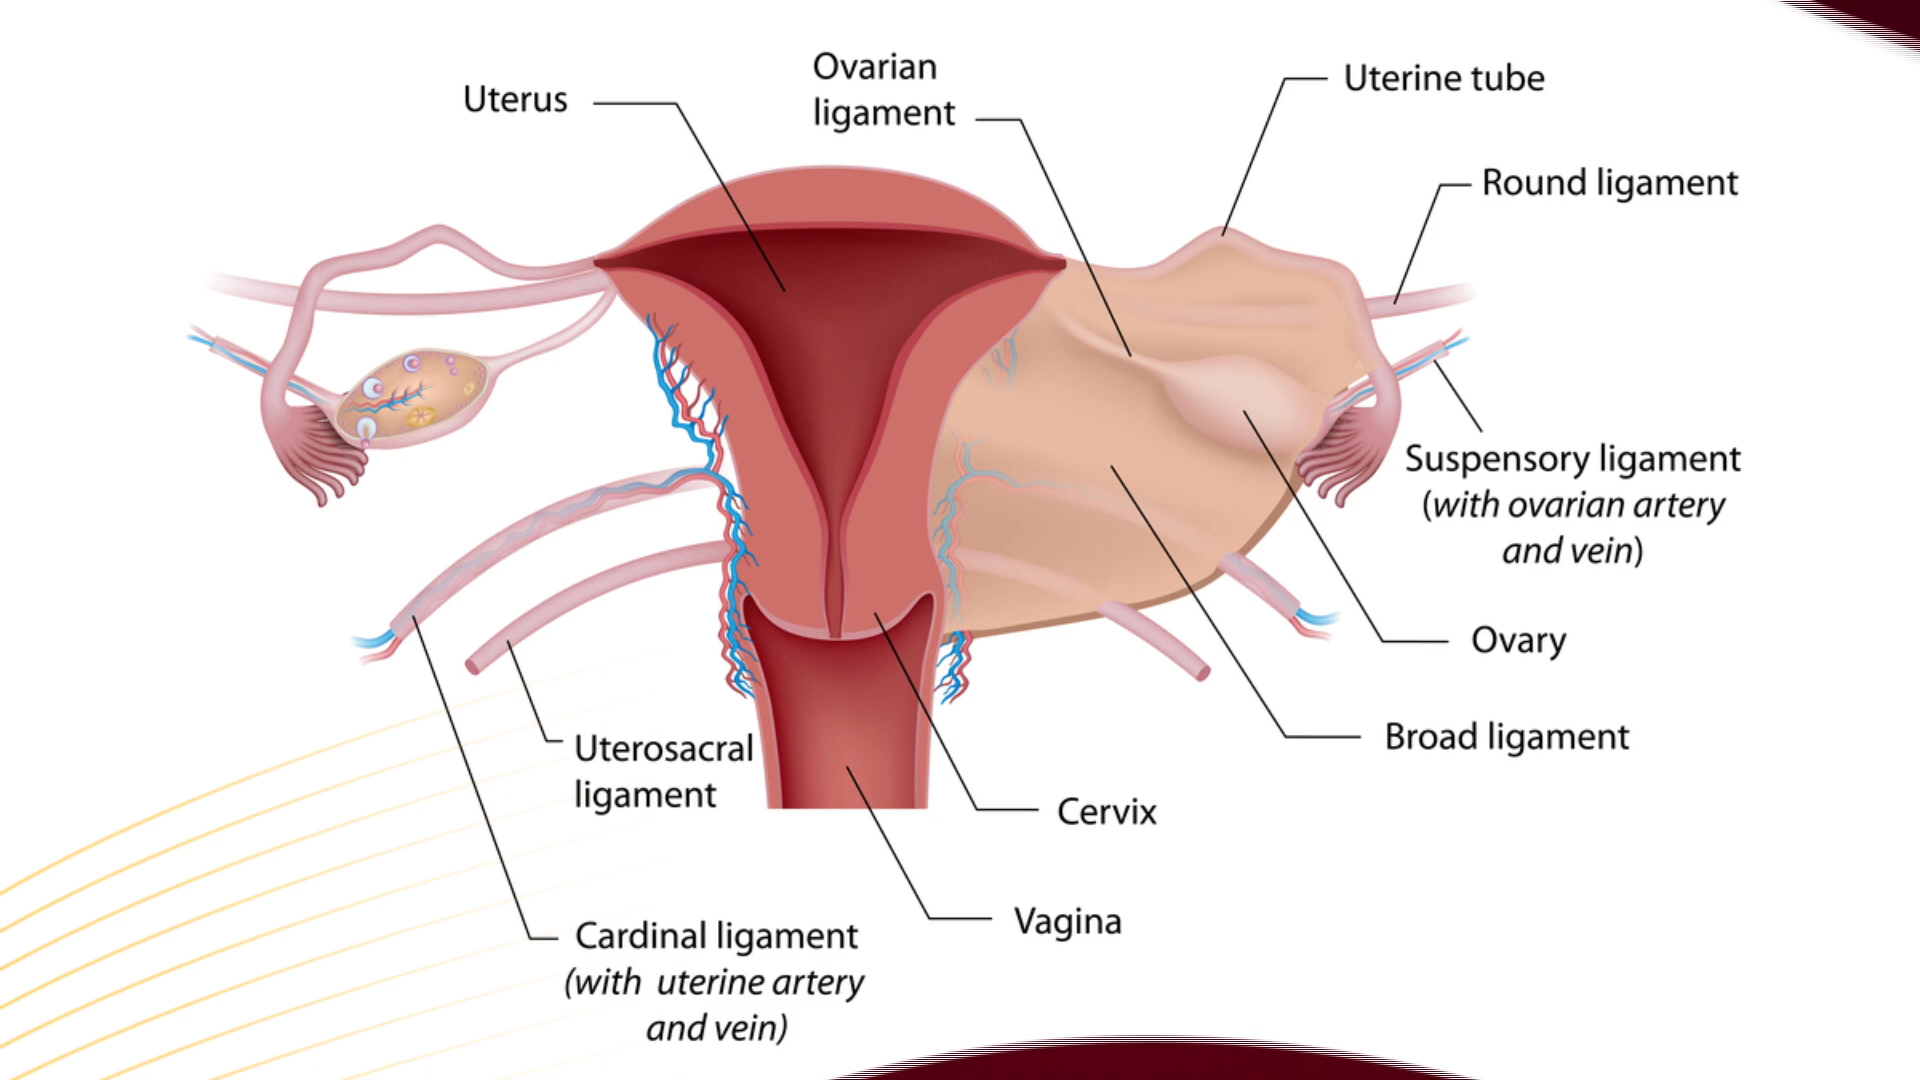 Uterus
Ovarian
ligament
Uterine tube
Round ligament
Suspensory ligament
(with ovarian artery
and vein)
Ovary
Broad ligament
Uterosacral
ligament
Cervix
Vagina
Cardinal ligament
(with uterine artery
and vein)